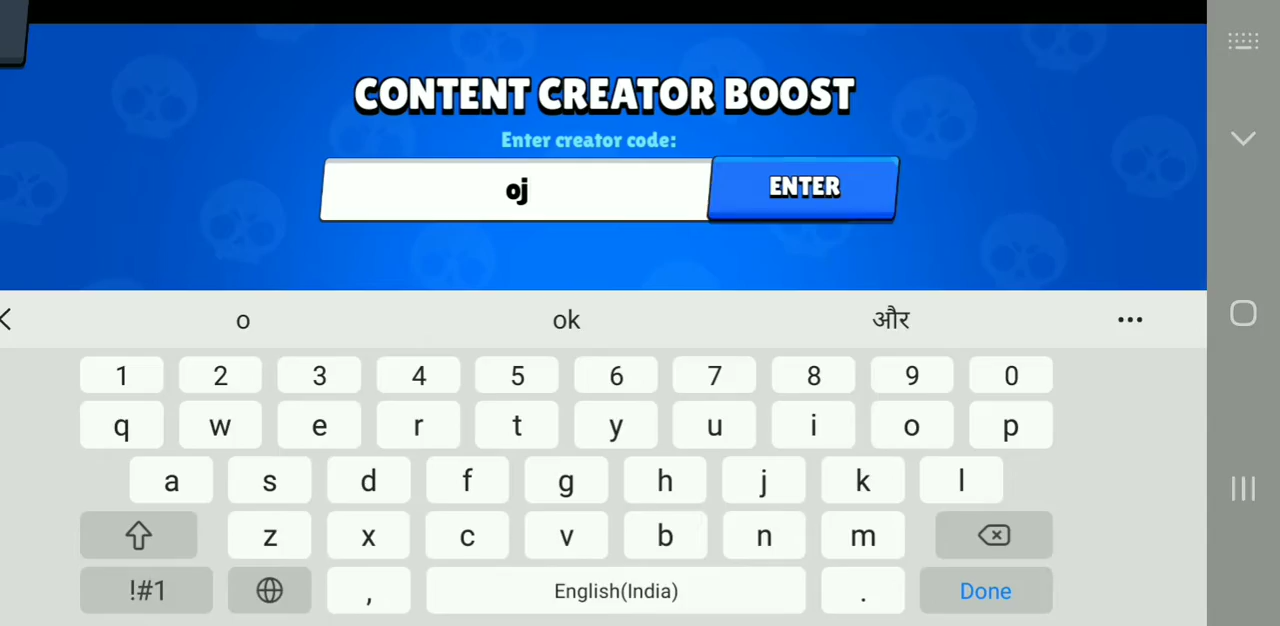 CONTENT CREATOR BOOST
Enter creator code:
oj
ENTER
o ok और
1 2 3 4 5 6 7 8 9 0
q w e r t y u i o p
a s d f g h j k l
z x c v b n m
!#1 , English(India) . Done